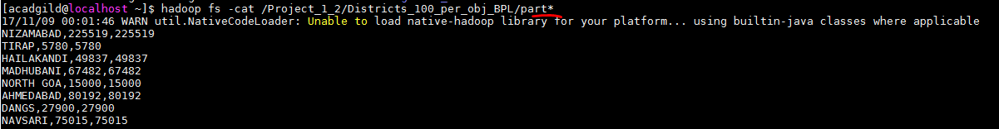 [acadgild@localhost ~]$ hadoop fs -cat /Project_1_2/Districts_100_per_obj_BPL/part*
17/11/09 00:01:46 WARN util.NativeCodeLoader: Unable to load native-hadoop library for your platform... using builtin-java classes where applicable
NIZAMABAD,225519,225519
TIRAP,5780,5780
HAILAKANDI,49837,49837
MADHUBANI,67482,67482
NORTH GOA,15000,15000
AHMEDABAD,80192,80192
DANGS,27900,27900
NAVSARI,75015,75015